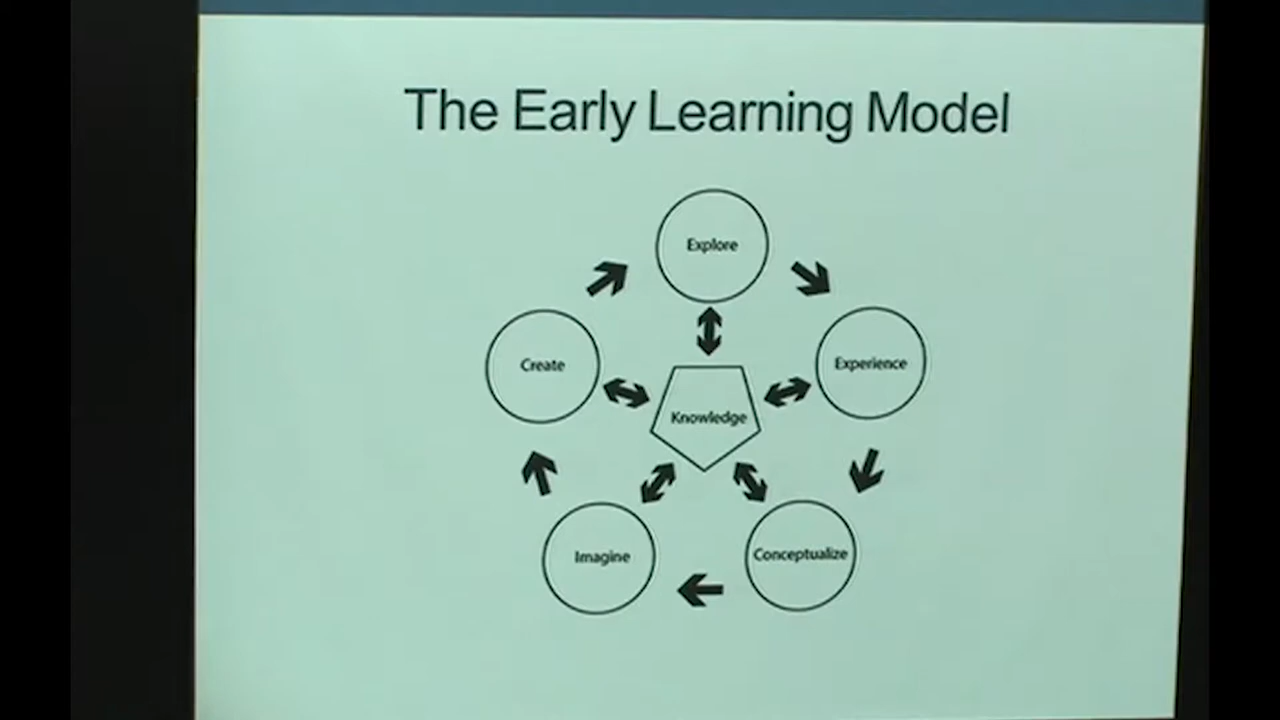 The Early Learning Model
Explore
Create
Experience
Knowledge
Imagine
Conceptualize